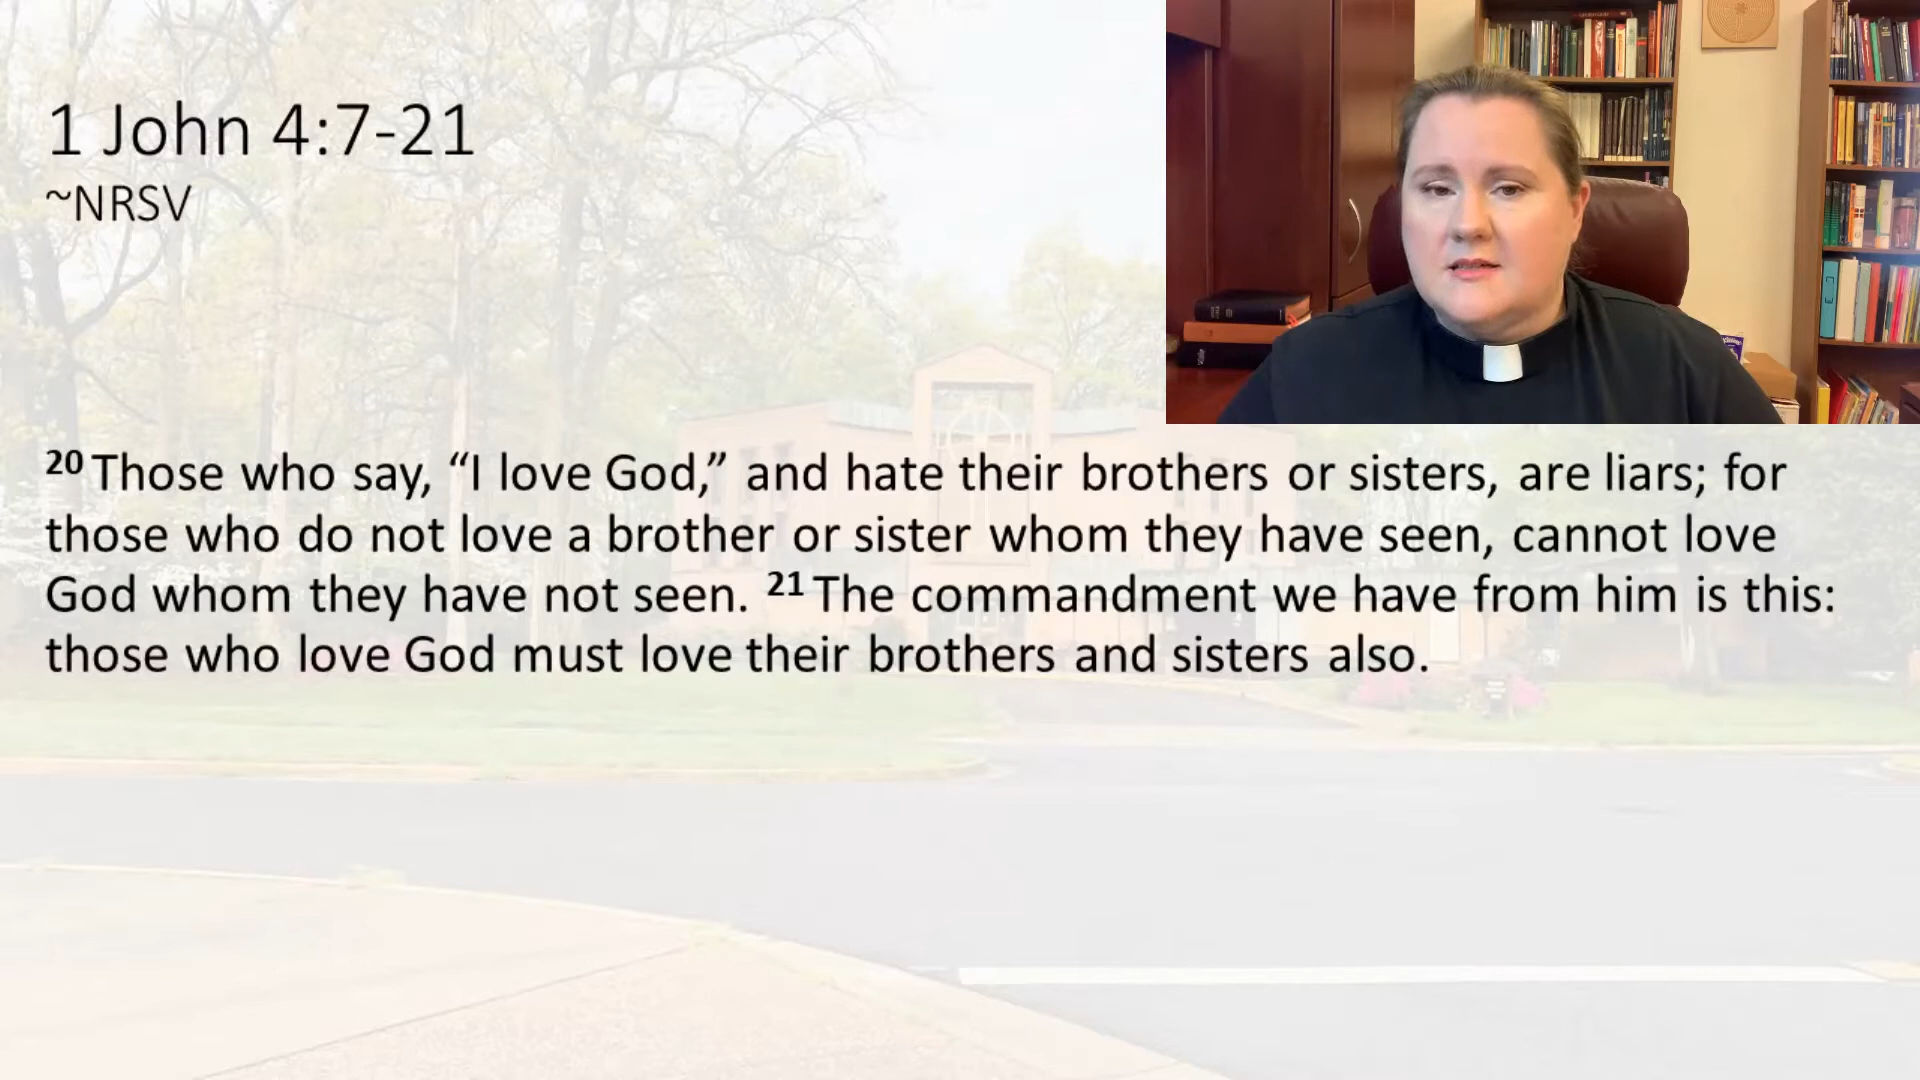 1 John 4:7-21
~NRSV
20 Those who say, “I love God,” and hate their brothers or sisters, are liars; for
those who do not love a brother or sister whom they have seen, cannot love
God whom they have not seen. 21 The commandment we have from him is this:
those who love God must love their brothers and sisters also.